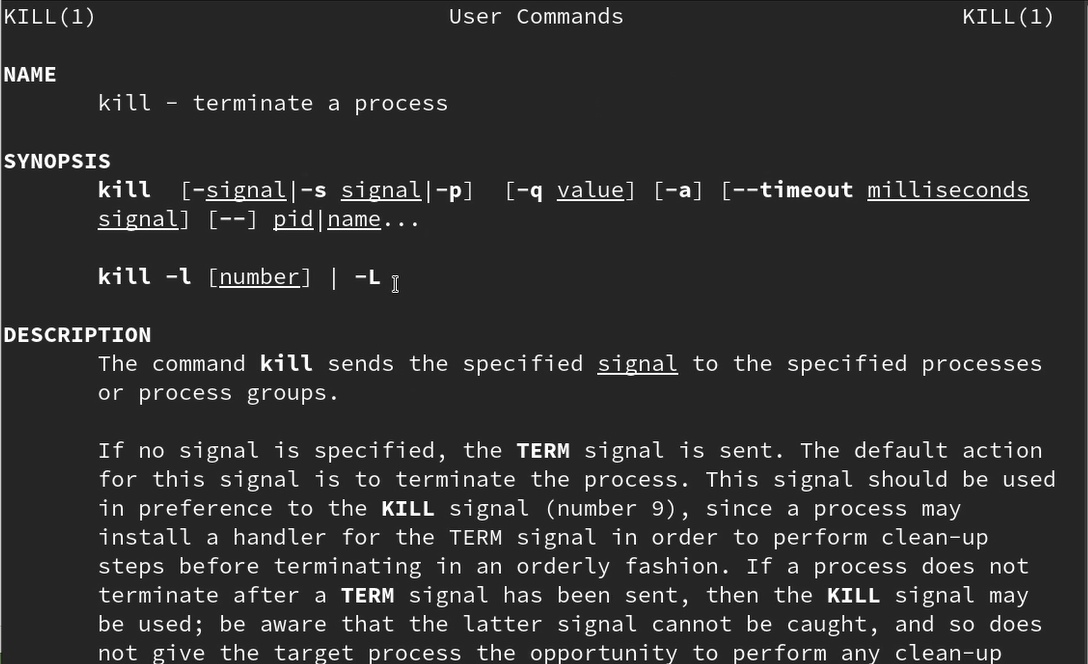 KILL(1) User Commands KILL(1)
NAME
kill - terminate a process
SYNOPSIS
kill [-signal|-s signal|-p] [-q value] [-a] [--timeout milliseconds
signal] [--] pid|name...
kill -l [number] | -L
DESCRIPTION
The command kill sends the specified signal to the specified processes
or process groups.
If no signal is specified, the TERM signal is sent. The default action
for this signal is to terminate the process. This signal should be used
in preference to the KILL signal (number 9), since a process may
install a handler for the TERM signal in order to perform clean-up
steps before terminating in an orderly fashion. If a process does not
terminate after a TERM signal has been sent, then the KILL signal may
be used; be aware that the latter signal cannot be caught, and so does
not give the target process the opportunity to perform any clean-up